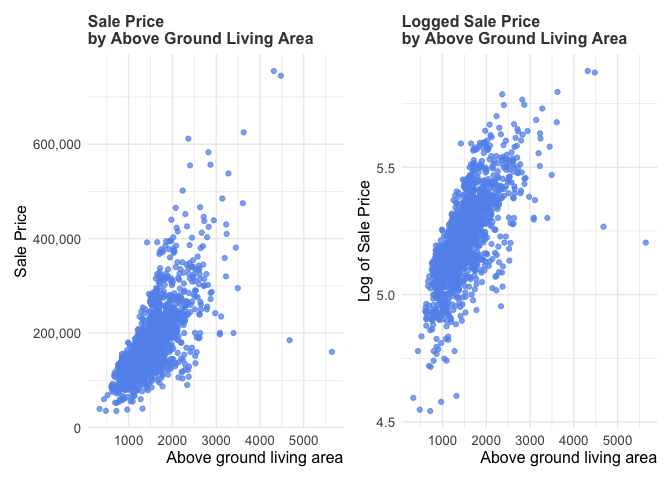 Sale Price
by Above Ground Living Area
Sale Price
600,000
400,000
200,000
0
1000 2000 3000 4000 5000
Above ground living area
Logged Sale Price
by Above Ground Living Area
Log of Sale Price
5.5
5.0
4.5
1000 2000 3000 4000 5000
Above ground living area